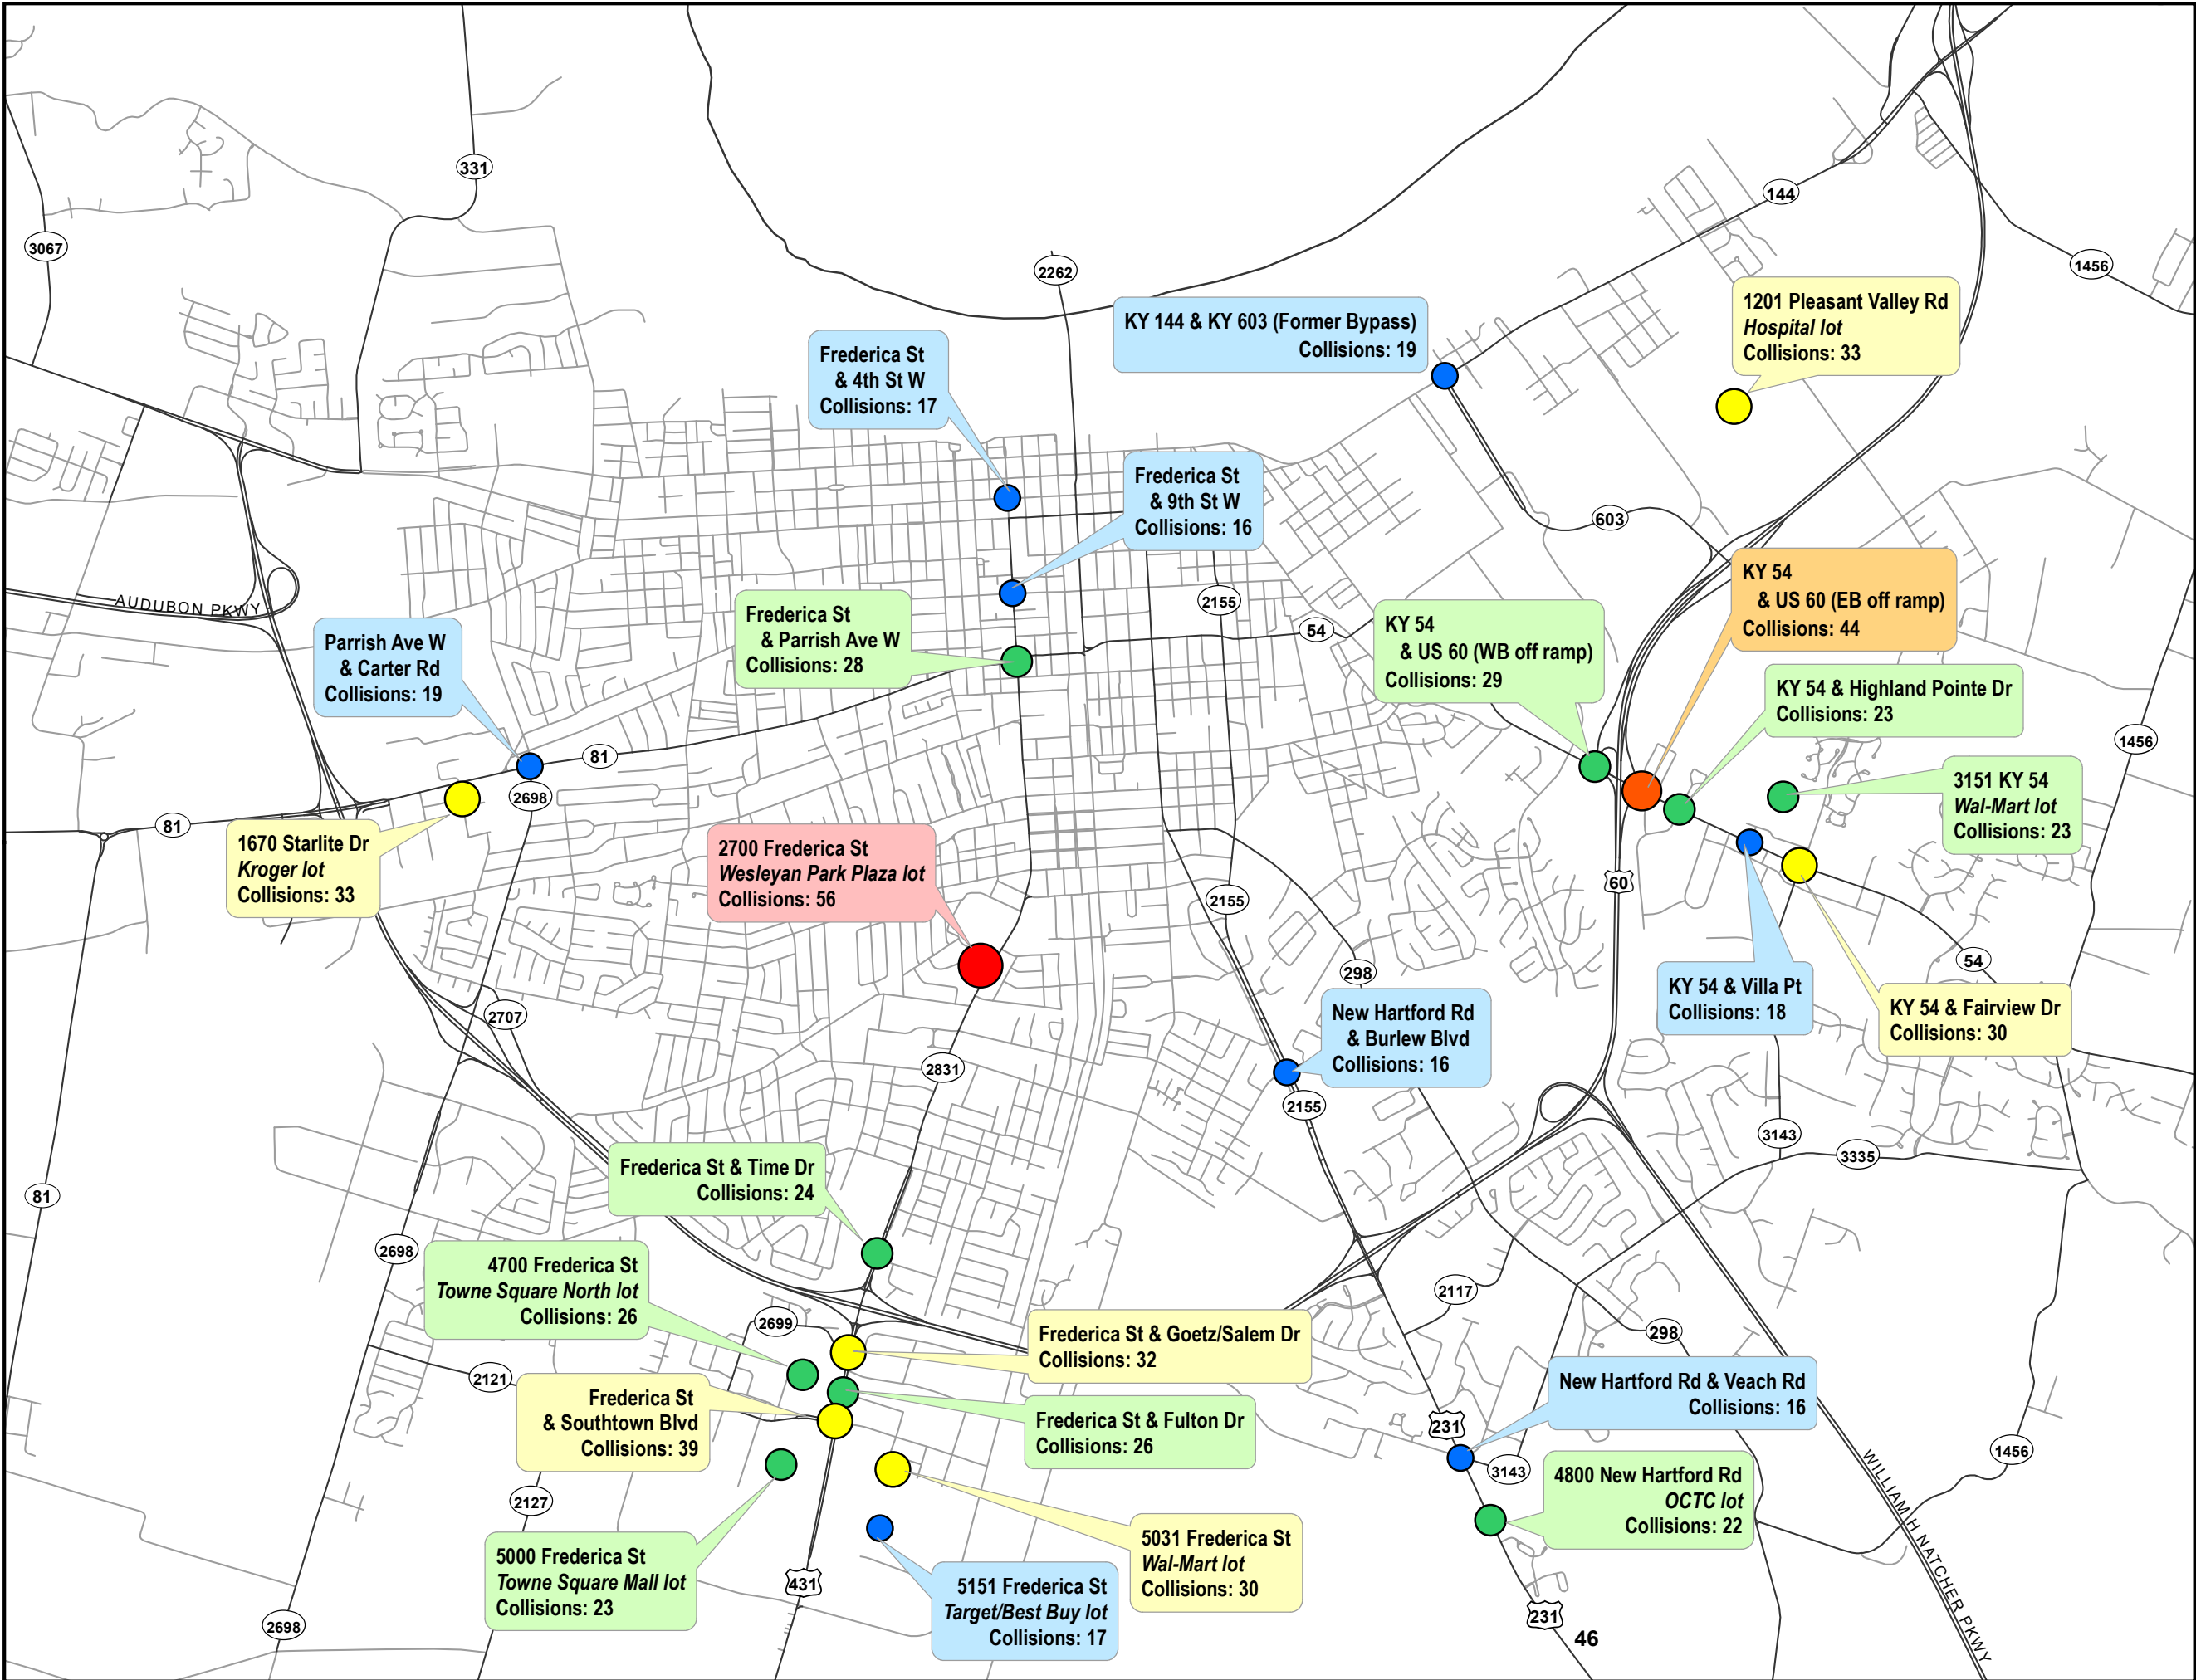 331
144
3067
2262
1456
1201 Pleasant Valley Rd
Hospital lot
Collisions: 33
KY 144 & KY 603 (Former Bypass)
Collisions: 19
Frederica St
& 4th St W
Collisions: 17
Frederica St
& 9th St W
Collisions: 16
603
KY 54
& US 60 (EB off ramp)
Collisions: 44
AUDUBON PKWY
2155
54
Frederica St
& Parrish Ave W
Collisions: 28
KY 54
& US 60 (WB off ramp)
Collisions: 29
Parrish Ave W
& Carter Rd
Collisions: 19
KY 54 & Highland Pointe Dr
Collisions: 23
1456
81
2698
3151 KY 54
Wal-Mart lot
Collisions: 23
81
1670 Starlite Dr
Kroger lot
Collisions: 33
2700 Frederica St
Wesleyan Park Plaza lot
Collisions: 56
60
2155
298
54
KY 54 & Villa Pt
Collisions: 18
KY 54 & Fairview Dr
Collisions: 30
2707
New Hartford Rd
& Burlew Blvd
Collisions: 16
2831
2155
3143
3335
Frederica St & Time Dr
Collisions: 24
81
2698
4700 Frederica St
Towne Square North lot
Collisions: 26
2117
2699
298
Frederica St & Goetz/Salem Dr
Collisions: 32
2121
Frederica St
& Southtown Blvd
Collisions: 39
New Hartford Rd & Veach Rd
Collisions: 16
Frederica St & Fulton Dr
Collisions: 26
231
1456
3143
4800 New Hartford Rd
OCTC lot
Collisions: 22
2127
WILLIAM H NATCHER PKWY
5031 Frederica St
Wal-Mart lot
Collisions: 30
5000 Frederica St
Towne Square Mall lot
Collisions: 23
431
5151 Frederica St
Target/Best Buy lot
Collisions: 17
2698
231
46